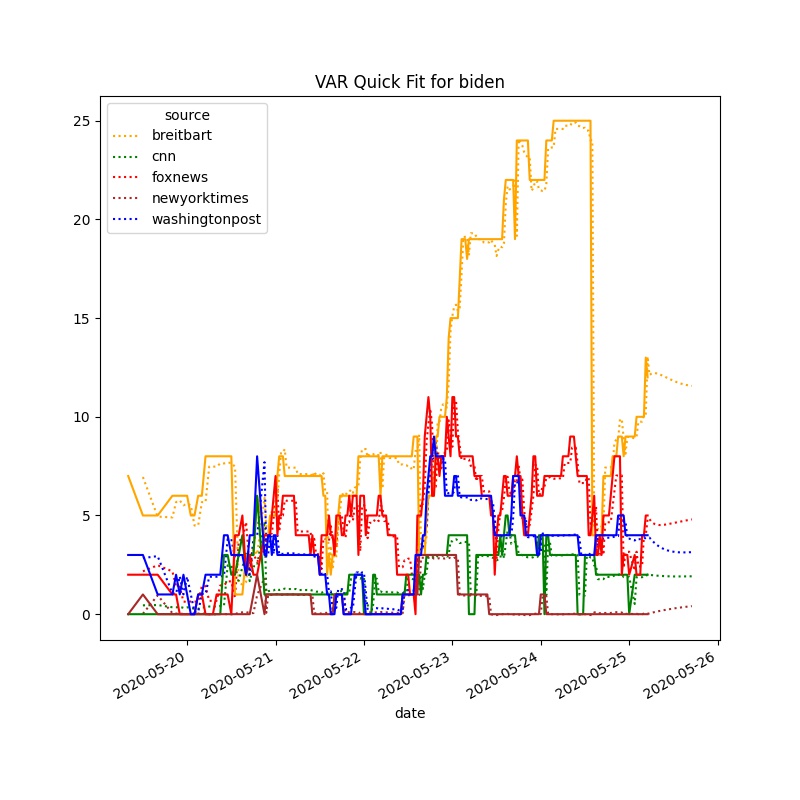 VAR Quick Fit for biden
source
breitbart
cnn
foxnews
newyorktimes
washingtonpost
25
20
15
10
5
0
2020-05-20
2020-05-21
2020-05-22
2020-05-23
2020-05-24
2020-05-25
2020-05-26
date